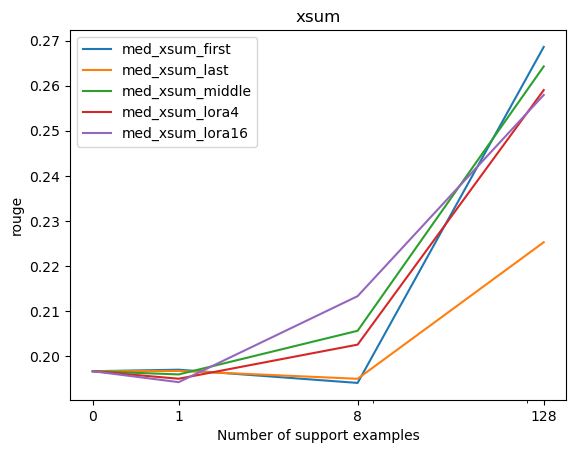 xsum
med_xsum_first
med_xsum_last
med_xsum_middle
med_xsum_lora4
med_xsum_lora16
0.27
0.26
0.25
0.24
0.23
0.22
0.21
0.20
rouge
0 1 8 128
Number of support examples